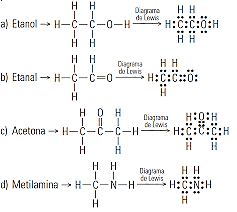 a) Etanol → H—C—C—O—H Diagrama de Lewis H:C:C:O:H
b) Etanal → H—C—C=O Diagrama de Lewis H:C:C::O:
c) Acetona → H—C—C—C—H Diagrama de Lewis H:C:C:C:H
d) Metilamina → H—C—N—H Diagrama de Lewis H:C:N:H